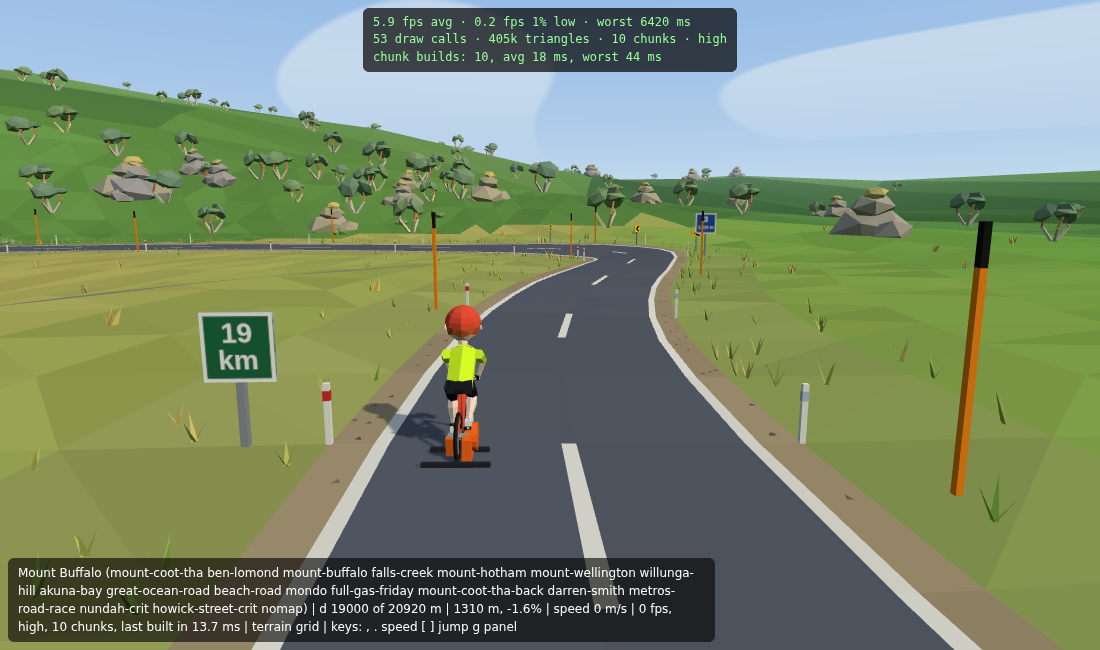 5.9 fps avg · 0.2 fps 1% low · worst 6420 ms
53 draw calls · 405k triangles · 10 chunks · high
chunk builds: 10, avg 18 ms, worst 44 ms
19
km
Mount Buffalo (mount-coot-tha ben-lomond mount-buffalo falls-creek mount-hotham mount-wellington willunga-
hill akuna-bay great-ocean-road beach-road mondo full-gas-friday mount-coot-tha-back darren-smith metros-
road-race nundah-crit howick-street-crit nomap) | d 19000 of 20920 m | 1310 m, -1.6% | speed 0 m/s | 0 fps,
high, 10 chunks, last built in 13.7 ms | terrain grid | keys: , . speed [ ] jump g panel